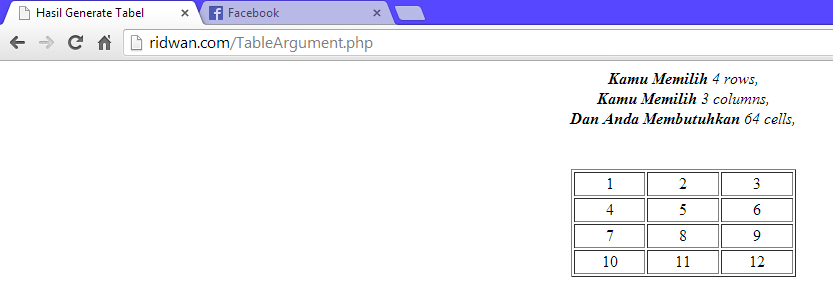 Hasil Generate Tabel
Facebook
ridwan.com/TableArgument.php
Kamu Memilih 4 rows,
Kamu Memilih 3 columns,
Dan Anda Membutuhkan 64 cells,
1 2 3
4 5 6
7 8 9
10 11 12